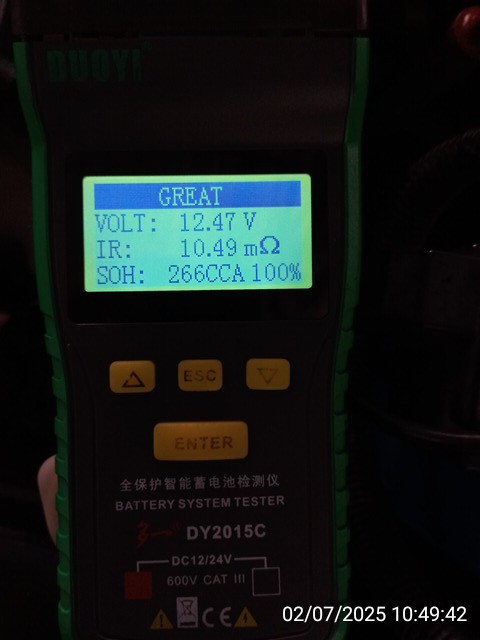 DUOYI
GREAT
VOLT: 12.47 V
IR: 10.49 mΩ
SOH: 266CCA 100%
ESC
ENTER
全保护智能蓄电池检测仪
BATTERY SYSTEM TESTER
DY2015C
DC12/24V
600V CAT III
CE
02/07/2025 10:49:42